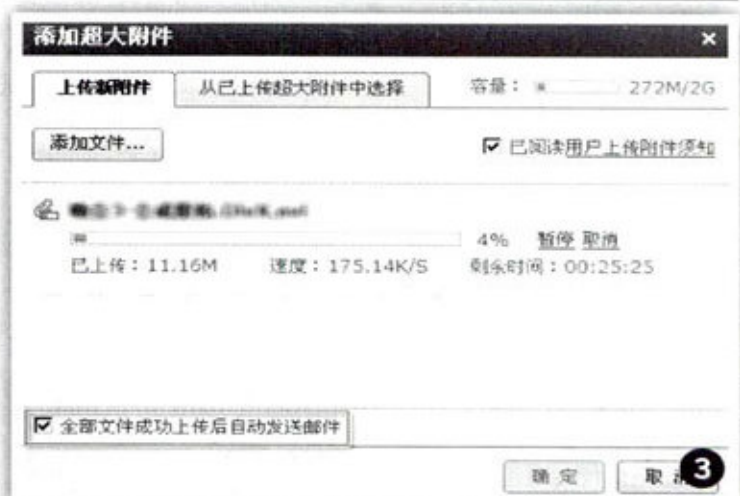 添加超大附件
上传新附件 从已上传超大附件中选择 容量： 272M/2G
添加文件... 已阅读用户上传附件须知
4% 暂停 取消
已上传：11.16M 速度：175.14K/S 剩余时间：00:25:25
全部文件成功上传后自动发送邮件
确定 取 3